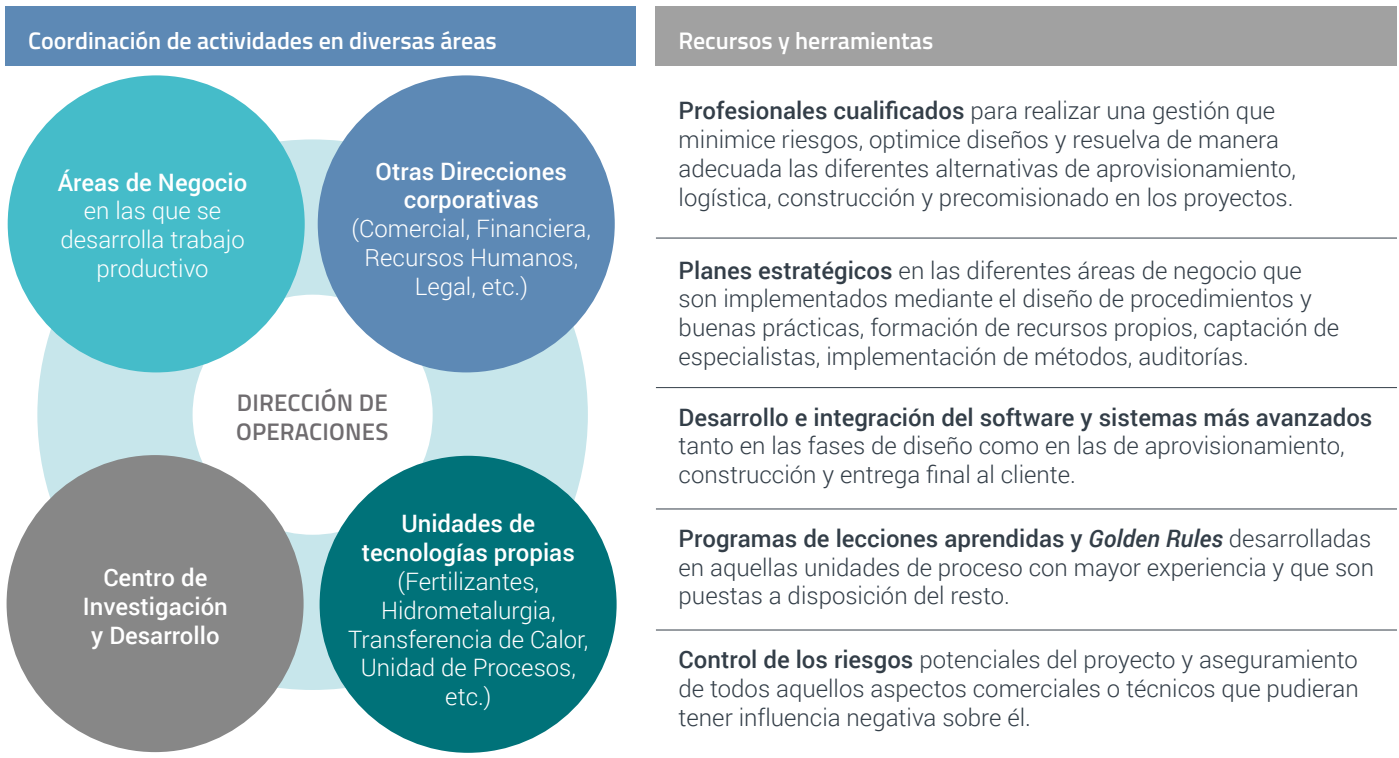 Coordinación de actividades en diversas áreas
Áreas de Negocio
en las que se
desarrolla trabajo
productivo
Otras Direcciones
corporativas
(Comercial, Financiera,
Recursos Humanos,
Legal, etc.)
DIRECCIÓN DE
OPERACIONES
Centro de
Investigación
y Desarrollo
Unidades de
tecnologías propias
(Fertilizantes,
Hidrometalurgia,
Transferencia de Calor,
Unidad de Procesos,
etc.)
Recursos y herramientas
Profesionales cualificados para realizar una gestión que
minimice riesgos, optimice diseños y resuelva de manera
adecuada las diferentes alternativas de aprovisionamiento,
logística, construcción y precomisionado en los proyectos.
Planes estratégicos en las diferentes áreas de negocio que
son implementados mediante el diseño de procedimientos y
buenas prácticas, formación de recursos propios, captación de
especialistas, implementación de métodos, auditorías.
Desarrollo e integración del software y sistemas más avanzados
tanto en las fases de diseño como en las de aprovisionamiento,
construcción y entrega final al cliente.
Programas de lecciones aprendidas y Golden Rules desarrolladas
en aquellas unidades de proceso con mayor experiencia y que son
puestas a disposición del resto.
Control de los riesgos potenciales del proyecto y aseguramiento
de todos aquellos aspectos comerciales o técnicos que pudieran
tener influencia negativa sobre él.